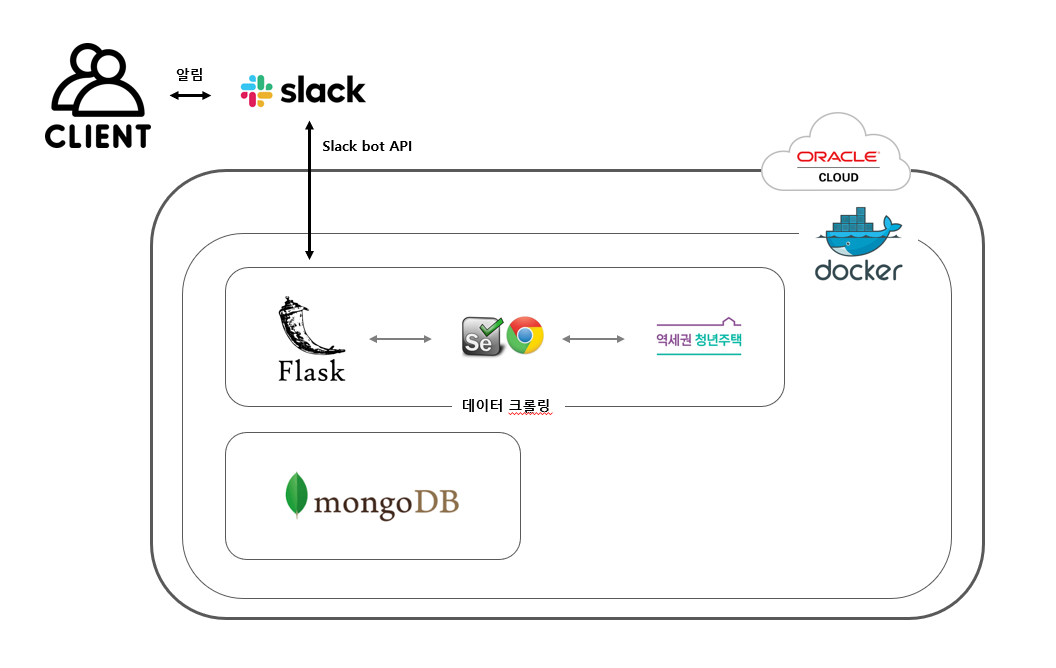 알림
slack
CLIENT
Slack bot API
ORACLE
CLOUD
docker
Se
역세권 청년주택
Flask
데이터 크롤링
mongoDB